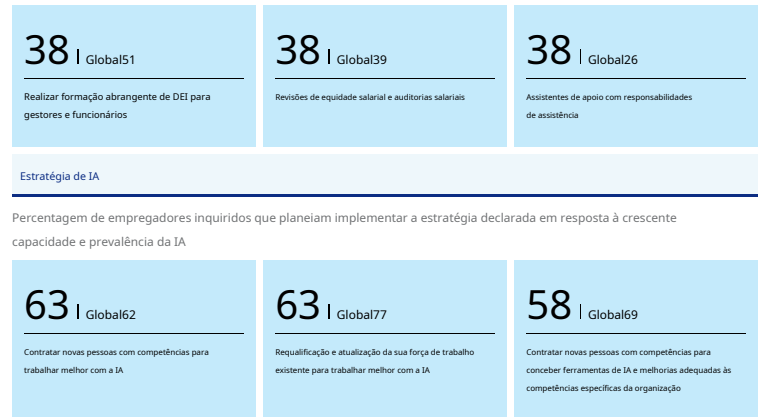 38 | Global51
Realizar formação abrangente de DEI para
gestores e funcionários
38 | Global39
Revisões de equidade salarial e auditorias salariais
38 | Global26
Assistentes de apoio com responsabilidades
de assistência
Estratégia de IA
Percentagem de empregadores inquiridos que planeiam implementar a estratégia declarada em resposta à crescente
capacidade e prevalência da IA
63 | Global62
Contratar novas pessoas com competências para
trabalhar melhor com a IA
63 | Global77
Requalificação e atualização da sua força de trabalho
existente para trabalhar melhor com a IA
58 | Global69
Contratar novas pessoas com competências para
conceber ferramentas de IA e melhorias adequadas às
competências específicas da organização